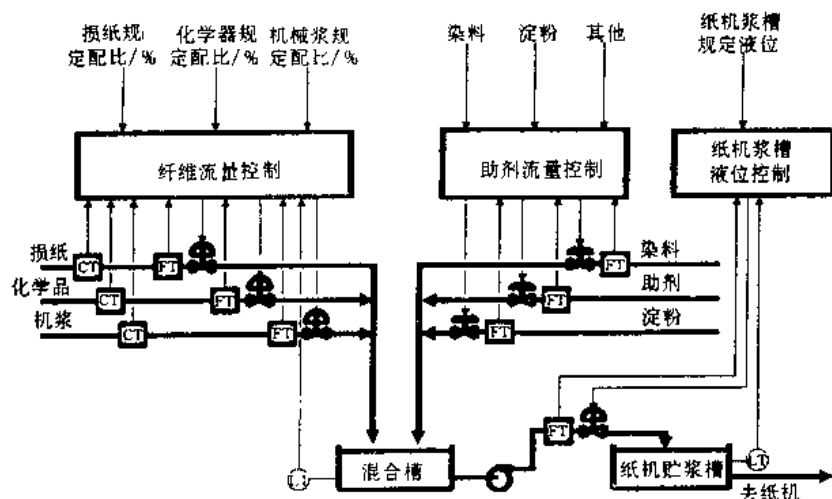 损纸规
定配比/%
化学器规
定配比/%
机械浆规
定配比/%
染料
淀粉
其他
纸机浆槽
规定液位
纤维流量控制
助剂流量控制
纸机浆槽
液位控制
损纸
CT
FT
化学品
CT
FT
机浆
CT
FT
FT
染料
FT
助剂
FT
淀粉
混合槽
FT
纸机贮浆槽
LT
去纸机